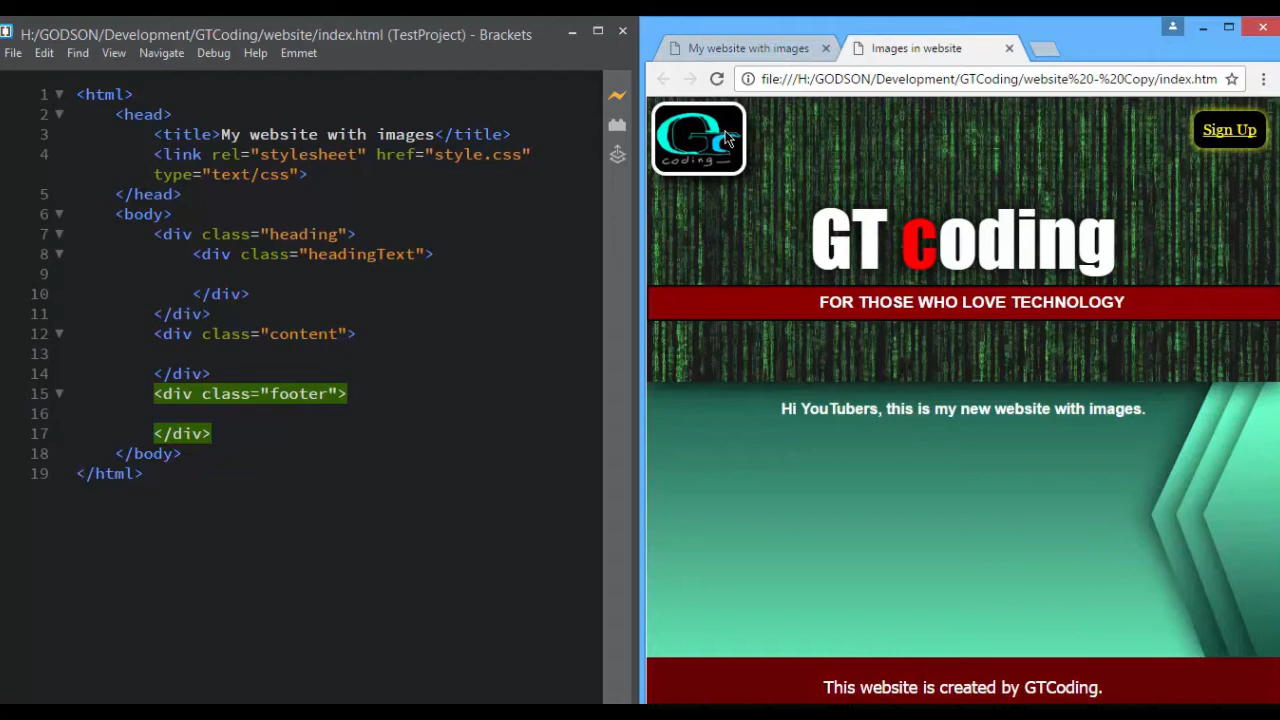 H:/GODSON/Development/GTCoding/website/index.html (TestProject) - Brackets
File Edit Find View Navigate Debug Help Emmet
1 <html>
2 <head>
3 <title>My website with images</title>
4 <link rel="stylesheet" href="style.css"
type="text/css">
5 </head>
6 <body>
7 <div class="heading">
8 <div class="headingText">
9
10 </div>
11 </div>
12 <div class="content">
13
14 </div>
15 <div class="footer">
16
17 </div>
18 </body>
19 </html>
My website with images
Images in website
file:///H:/GODSON/Development/GTCoding/website%20-%20Copy/index.htm
GT
coding
Sign Up
GT coding
FOR THOSE WHO LOVE TECHNOLOGY
Hi YouTubers, this is my new website with images.
This website is created by GTCoding.